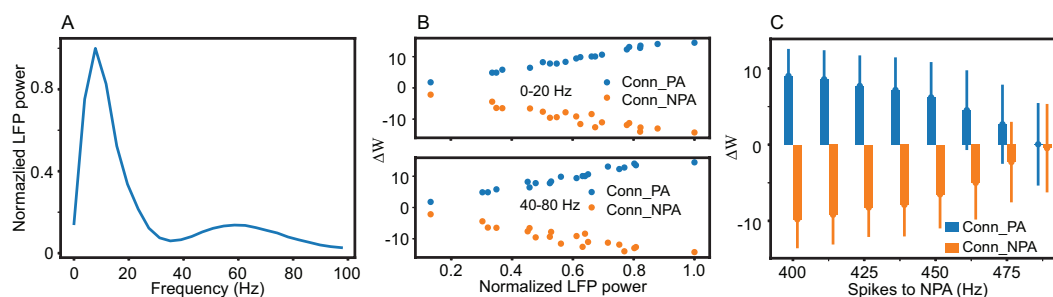 A
Normazlied LFP power
0.8
0.4
0
0
20
40
60
80
100
Frequency (Hz)
B
ΔW
10
0
-10
0-20 Hz
Conn_PA
Conn_NPA
10
0
-10
40-80 Hz
Conn_PA
Conn_NPA
0.2
0.4
0.6
0.8
1.0
Normalized LFP power
C
ΔW
10
0
-10
Conn_PA
Conn_NPA
400
425
450
475
Spikes to NPA (Hz)